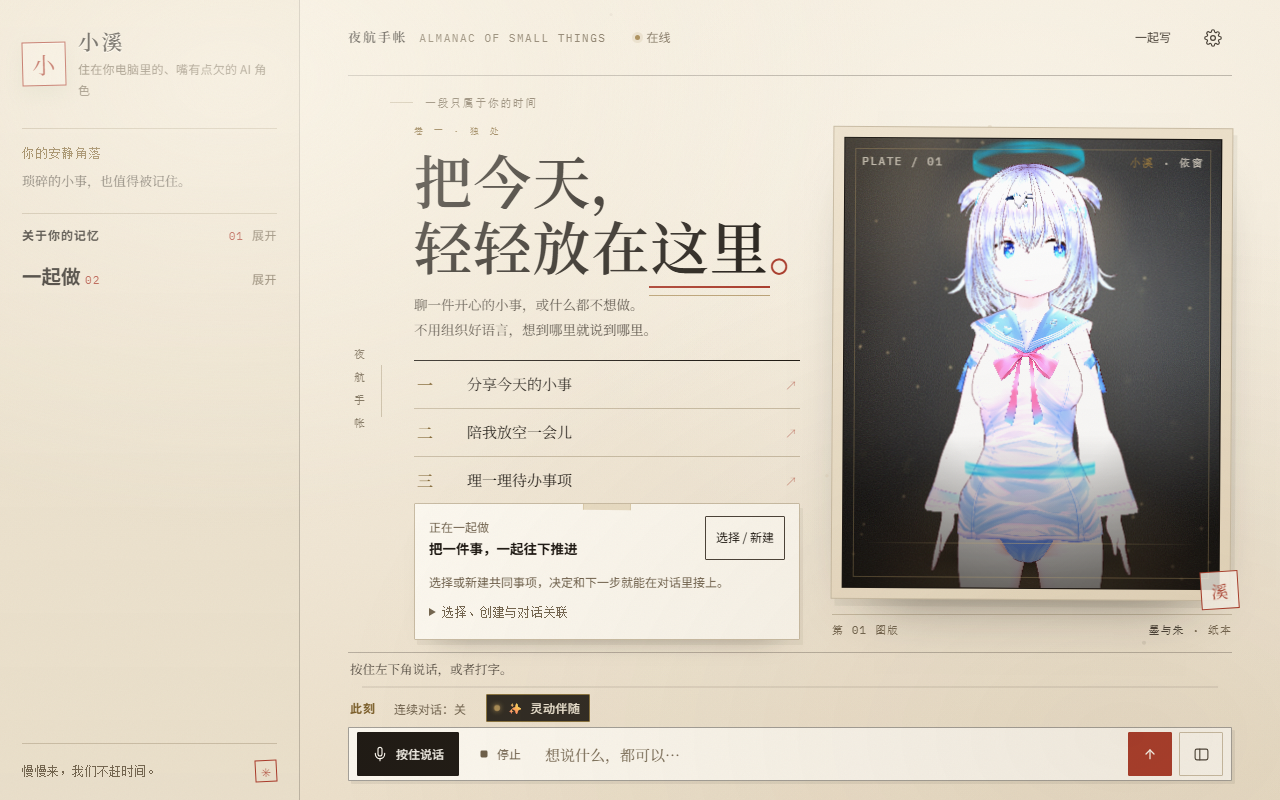 小
小溪
住在你电脑里的、嘴有点欠的 AI 角
色
你的安静角落
琐碎的小事，也值得被记住。
关于你的记忆 01 展开
一起做 02 展开
慢慢来，我们不赶时间。
夜航手帐 ALMANAC OF SMALL THINGS 在线 一起写
一段只属于你的时间
卷 一 · 独 处
把今天，
轻轻放在这里。
聊一件开心的小事，或什么都不想做。
不用组织好语言，想到哪里就说到哪里。
夜
航
手
帐
一 分享今天的小事 ↗
二 陪我放空一会儿 ↗
三 理一理待办事项 ↗
正在一起做
把一件事，一起往下推进
选择 / 新建
选择或新建共同事项，决定和下一步就能在对话里接上。
选择、创建与对话关联
PLATE / 01 小溪 · 依窗
溪
第 01 图版 墨与朱 · 纸本
按住左下角说话，或者打字。
此刻 连续对话：关 ✨ 灵动伴随
按住说话 停止 想说什么，都可以…